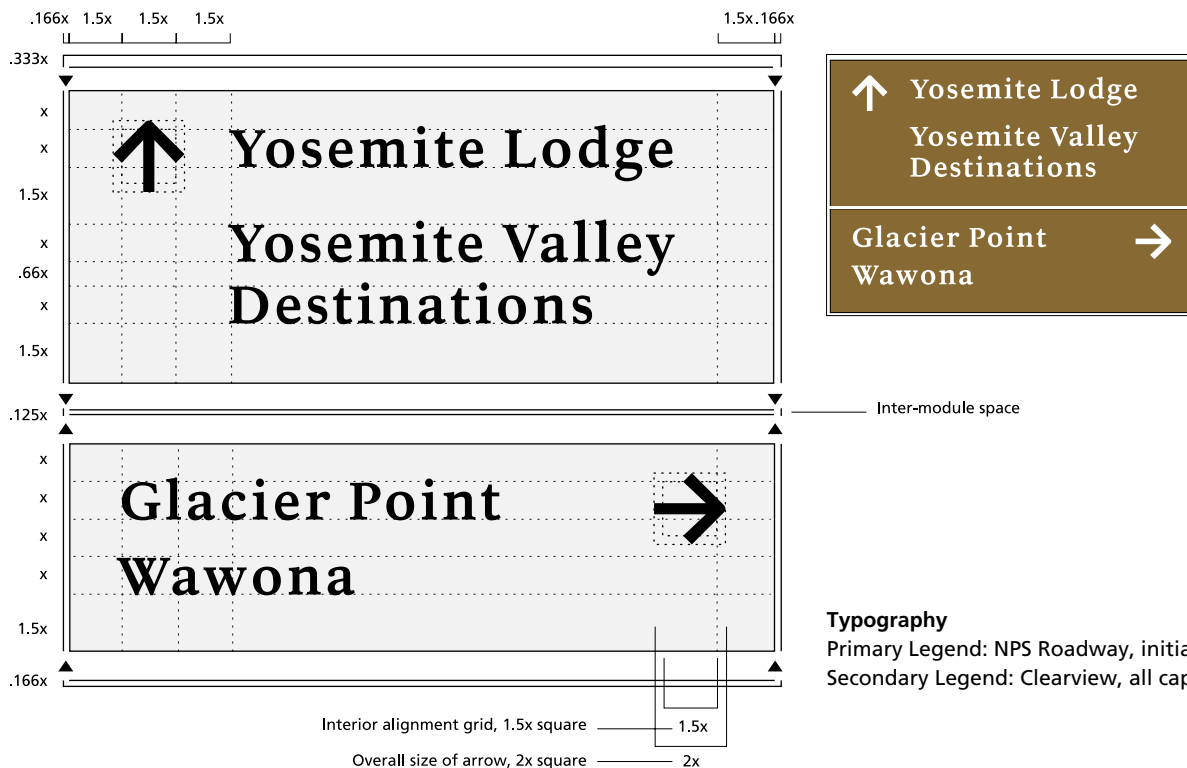 .166x 1.5x 1.5x 1.5x 1.5x .166x
.333x
x
x
1.5x
x
.66x
x
1.5x
Yosemite Lodge
Yosemite Valley
Destinations
.125x
Inter-module space
x
x
x
x
1.5x
.166x
Glacier Point
Wawona
Interior alignment grid, 1.5x square 1.5x
Overall size of arrow, 2x square 2x
Yosemite Lodge
Yosemite Valley
Destinations
Glacier Point
Wawona
Typography
Primary Legend: NPS Roadway, initia
Secondary Legend: Clearview, all cap